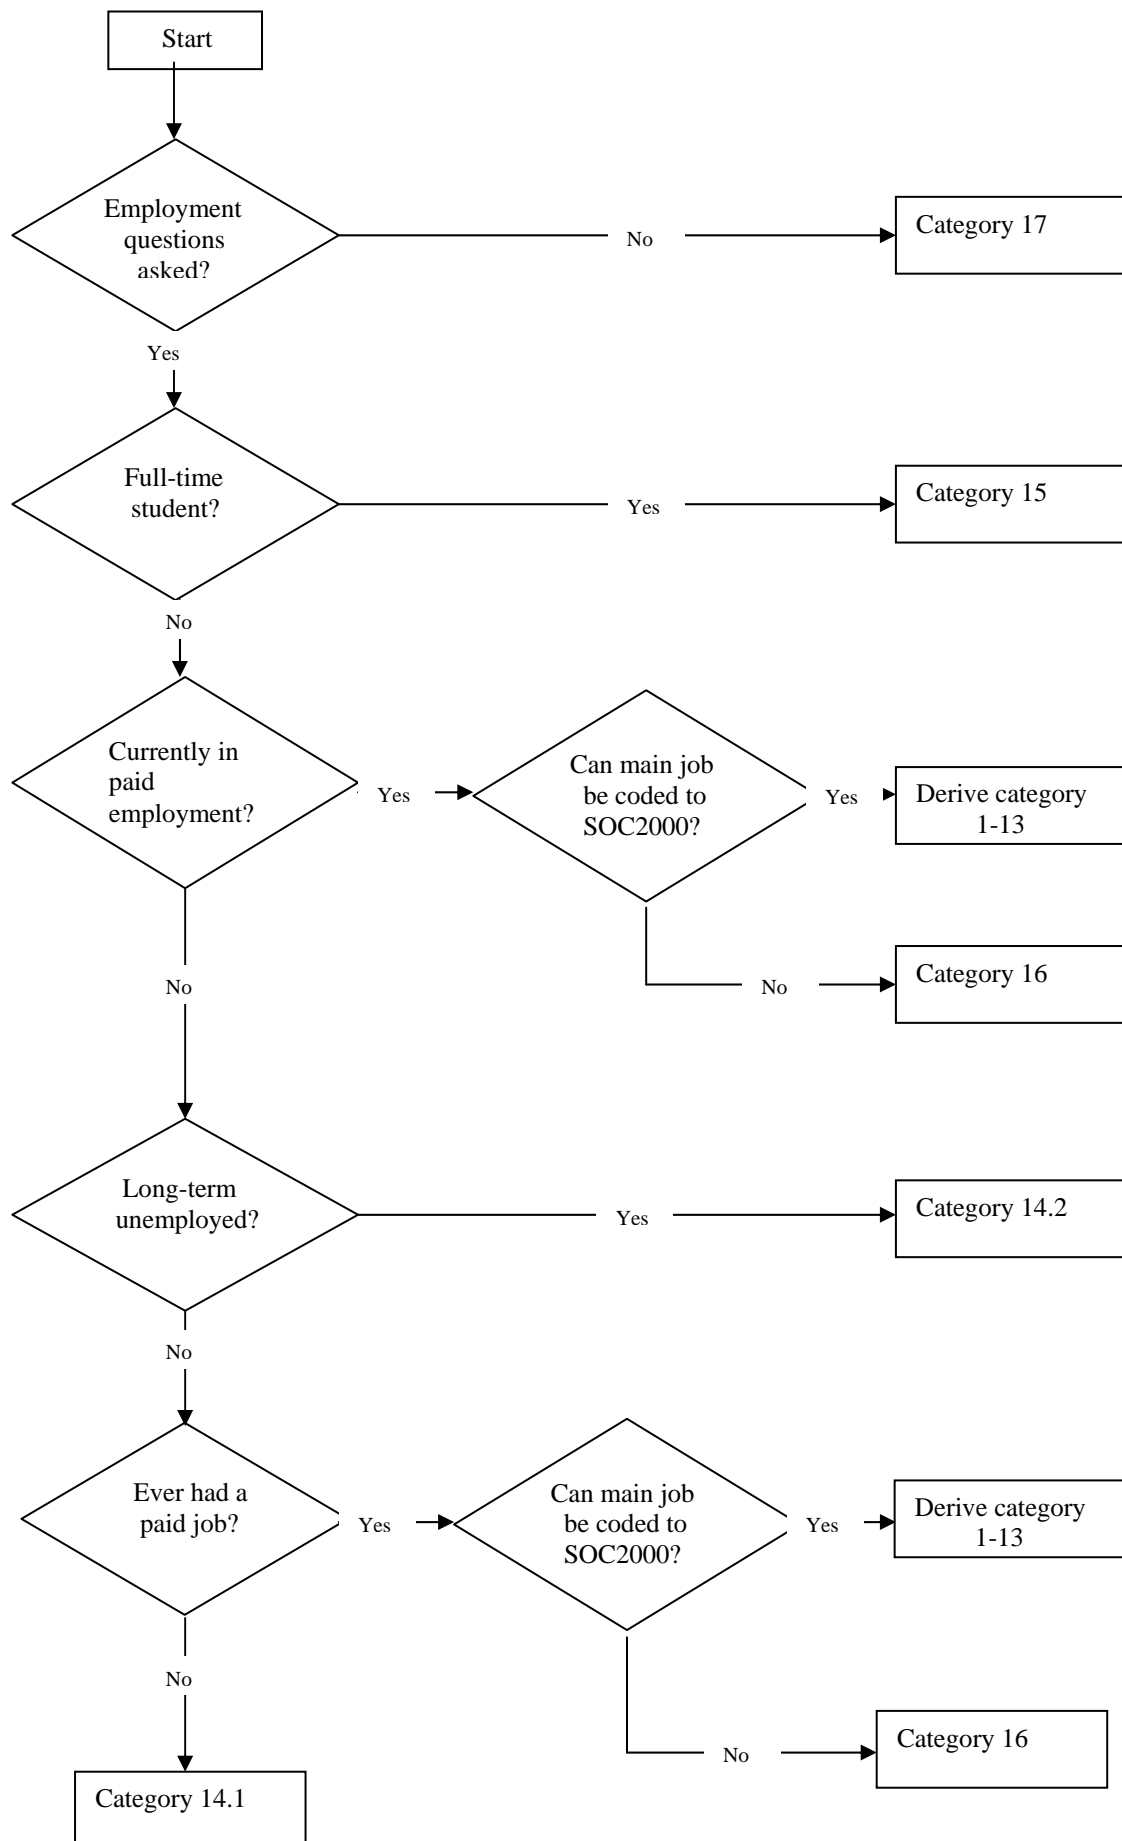 Start
Employment
questions
asked?
No
Category 17
Yes
Full-time
student?
Yes
Category 15
No
Currently in
paid
employment?
Yes
Can main job
be coded to
SOC2000?
Yes
Derive category
1-13
No
No
Category 16
Long-term
unemployed?
Yes
Category 14.2
No
Ever had a
paid job?
Yes
Can main job
be coded to
SOC2000?
Yes
Derive category
1-13
No
No
Category 16
Category 14.1